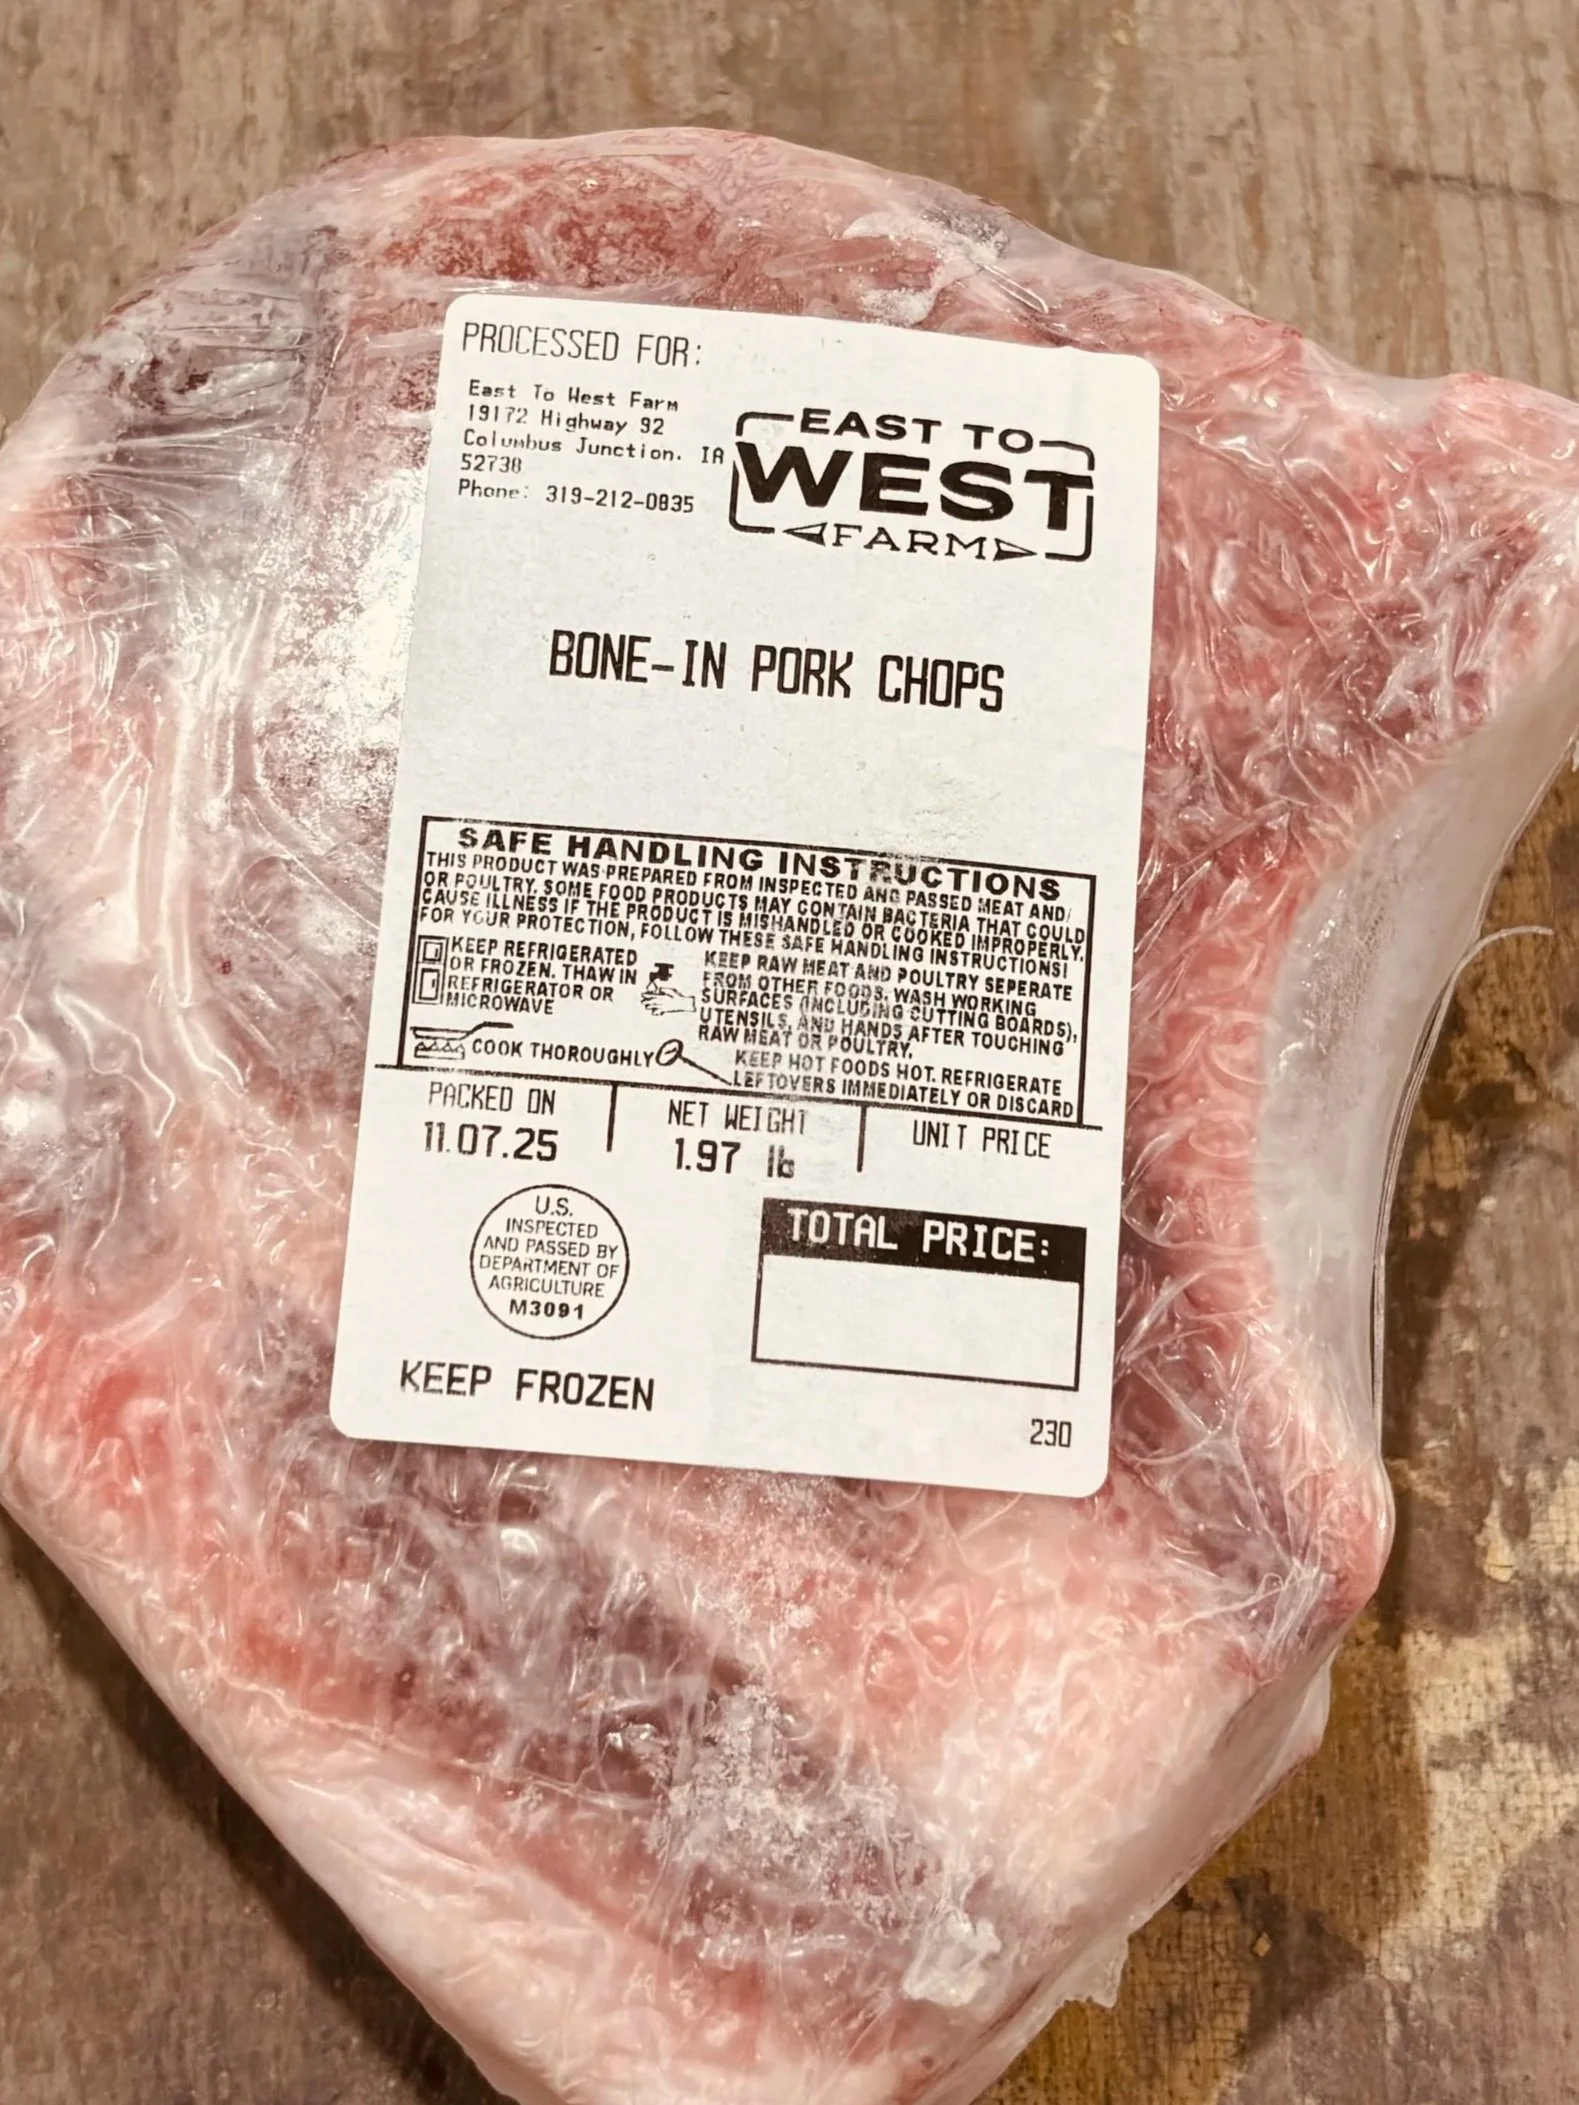 PROCESSED FOR:
East To West Farm
19172 Highway 92
Columbus Junction, IA
52738
Phone: 319-212-0835
EAST TO
WEST
FARM
BONE-IN PORK CHOPS
SAFE HANDLING INSTRUCTIONS
THIS PRODUCT WAS PREPARED FROM INSPECTED AND PASSED MEAT AND/
OR POULTRY. SOME FOOD PRODUCTS MAY CONTAIN BACTERIA THAT COULD
CAUSE ILLNESS IF THE PRODUCT IS MISHANDLED OR COOKED IMPROPERLY.
FOR YOUR PROTECTION, FOLLOW THESE SAFE HANDLING INSTRUCTIONS!
KEEP REFRIGERATED
OR FROZEN. THAW IN
REFRIGERATOR OR
MICROWAVE
KEEP RAW MEAT AND POULTRY SEPERATE
FROM OTHER FOODS. WASH WORKING
SURFACES (INCLUDING CUTTING BOARDS),
UTENSILS, AND HANDS AFTER TOUCHING
RAW MEAT OR POULTRY.
COOK THOROUGHLY
KEEP HOT FOODS HOT. REFRIGERATE
LEFTOVERS IMMEDIATELY OR DISCARD
PACKED ON
11.07.25
NET WEIGHT
1.97 lb
UNIT PRICE
U.S.
INSPECTED
AND PASSED BY
DEPARTMENT OF
AGRICULTURE
M3091
TOTAL PRICE:
KEEP FROZEN
230